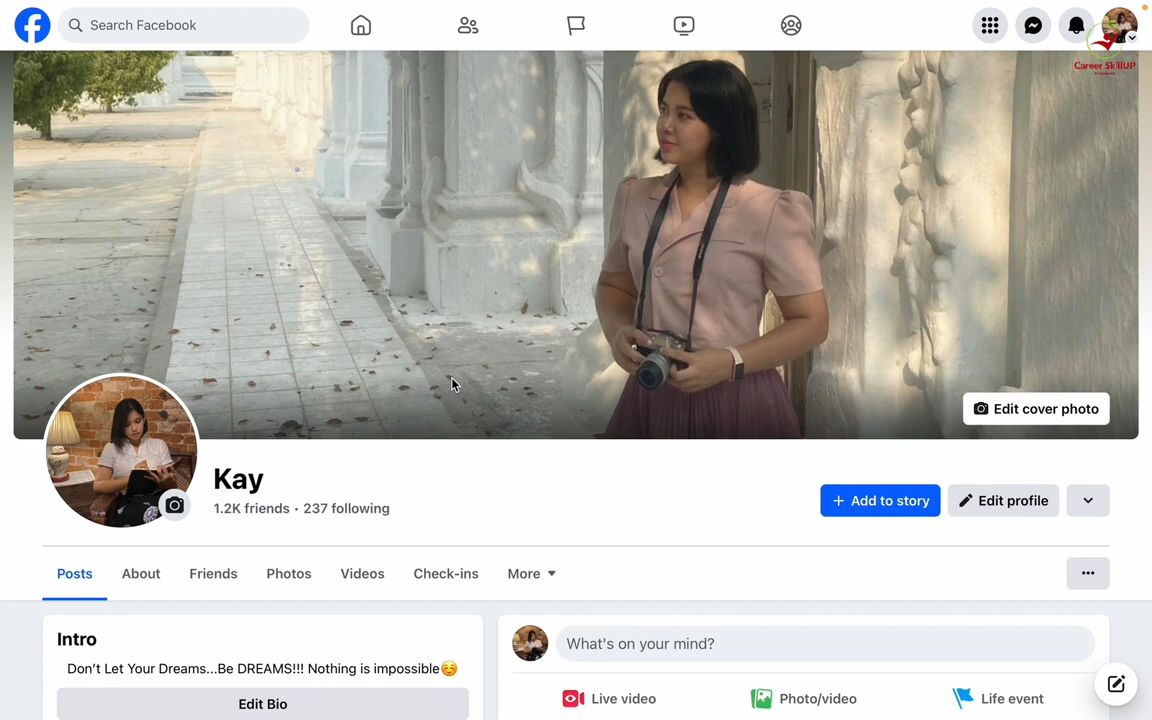 Search Facebook
Career SkillUP
Edit cover photo
Kay
1.2K friends • 237 following
+ Add to story
Edit profile
Posts
About
Friends
Photos
Videos
Check-ins
More
Intro
Don't Let Your Dreams...Be DREAMS!!! Nothing is impossible☺️
Edit Bio
What's on your mind?
Live video
Photo/video
Life event